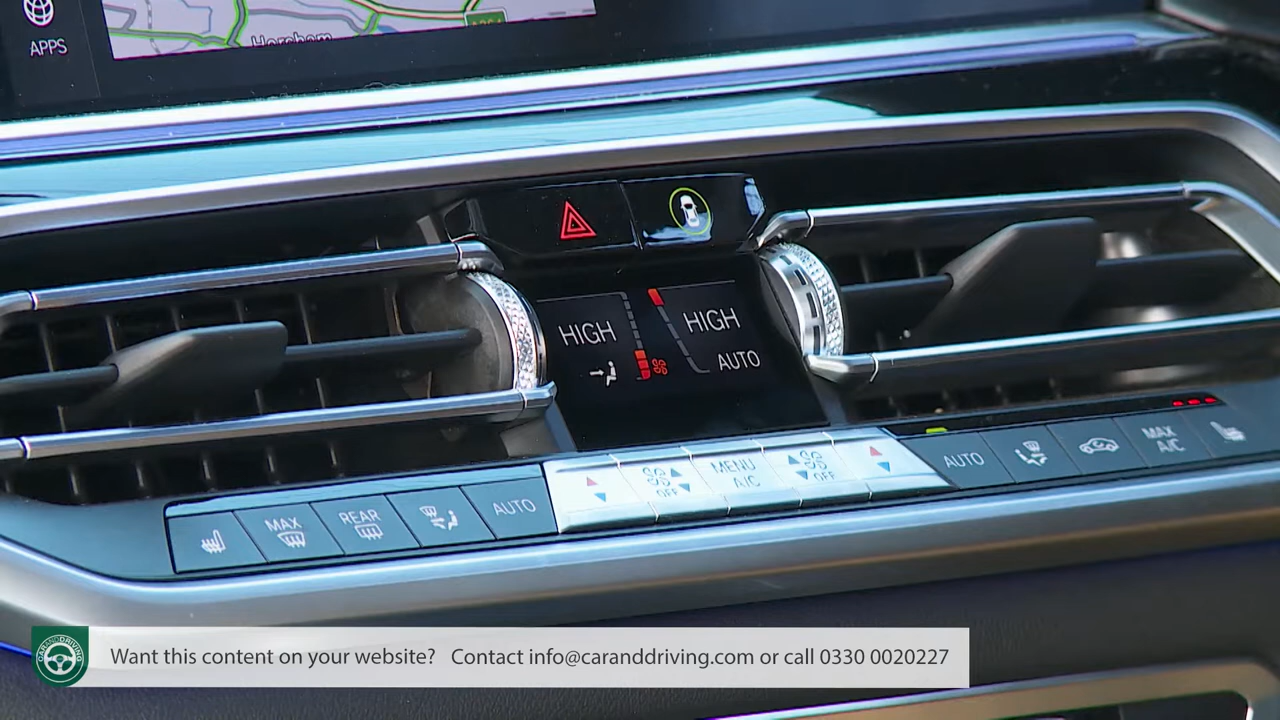 APPS
Horsham
HIGH
HIGH
AUTO
MAX
REAR
AUTO
OFF
MENU
A/C
OFF
AUTO
MAX
A/C
CARANDDRIVING
Want this content on your website? Contact info@caranddriving.com or call 0330 0020227